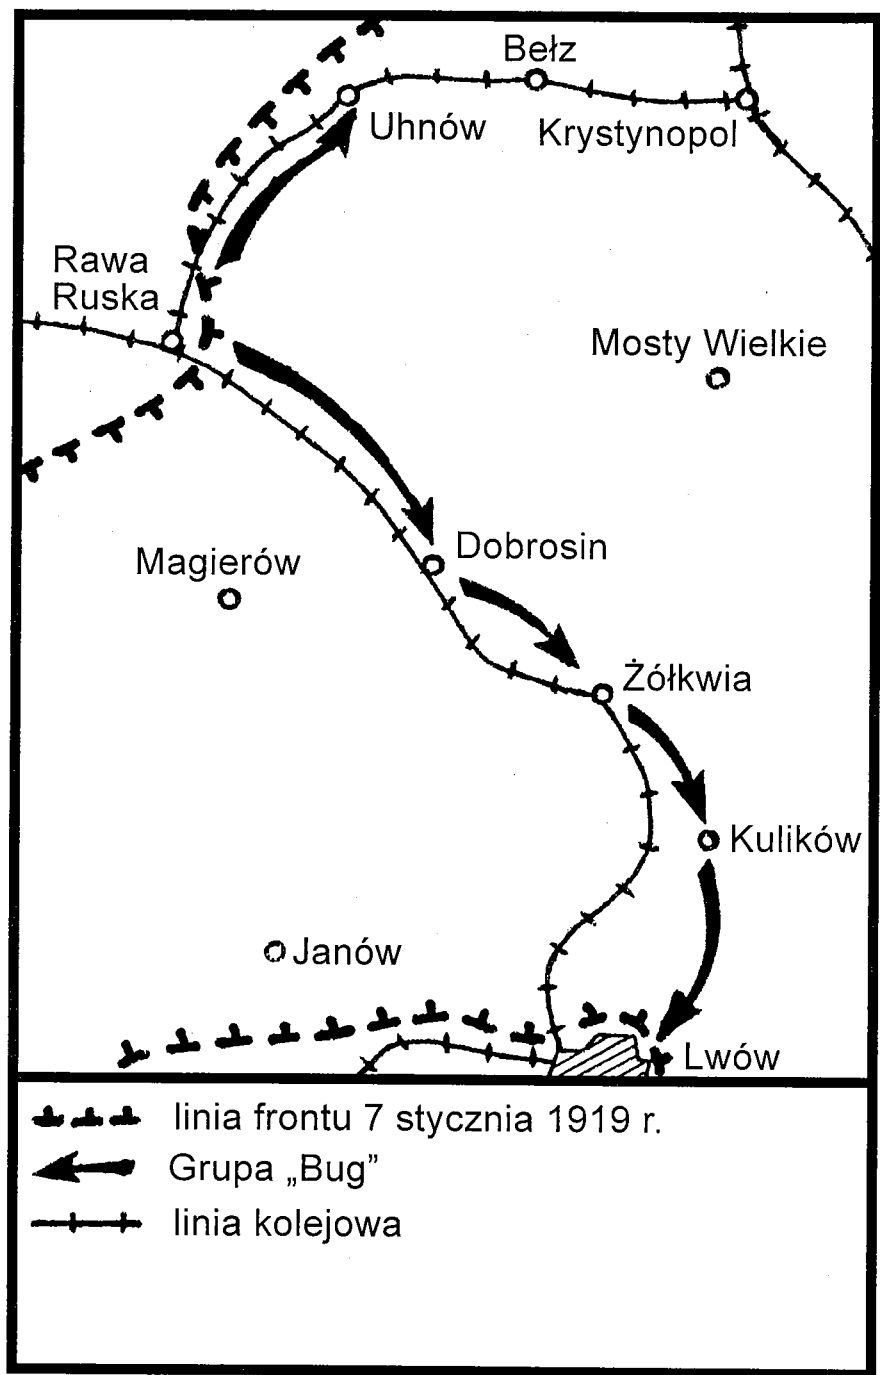 Bełz
Uhnów
Krystynopol
Rawa
Ruska
Mosty Wielkie
Dobrosin
Magierów
Żółkwia
Kulików
Janów
Lwów
linia frontu 7 stycznia 1919 r.
Grupa „Bug”
linia kolejowa